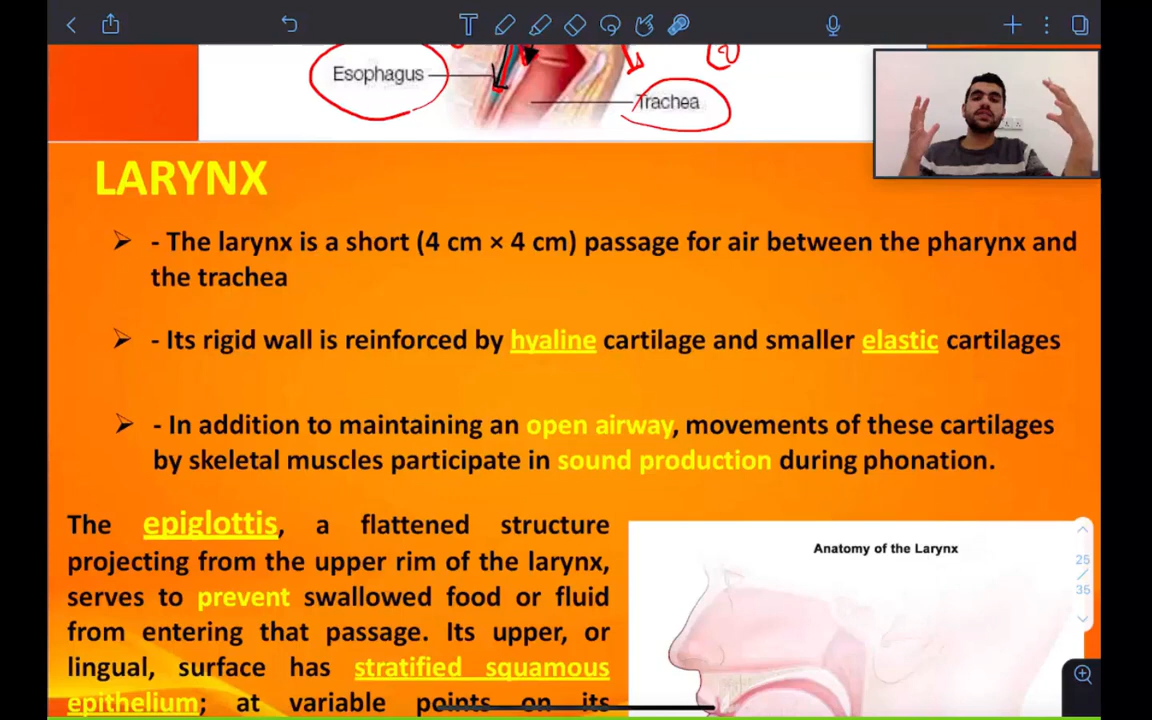 Esophagus
Trachea
LARYNX
- The larynx is a short (4 cm × 4 cm) passage for air between the pharynx and
the trachea
- Its rigid wall is reinforced by hyaline cartilage and smaller elastic cartilages
- In addition to maintaining an open airway, movements of these cartilages
by skeletal muscles participate in sound production during phonation.
The epiglottis, a flattened structure
projecting from the upper rim of the larynx,
serves to prevent swallowed food or fluid
from entering that passage. Its upper, or
lingual, surface has stratified squamous
epithelium; at variable points on its
Anatomy of the Larynx
25
/
35